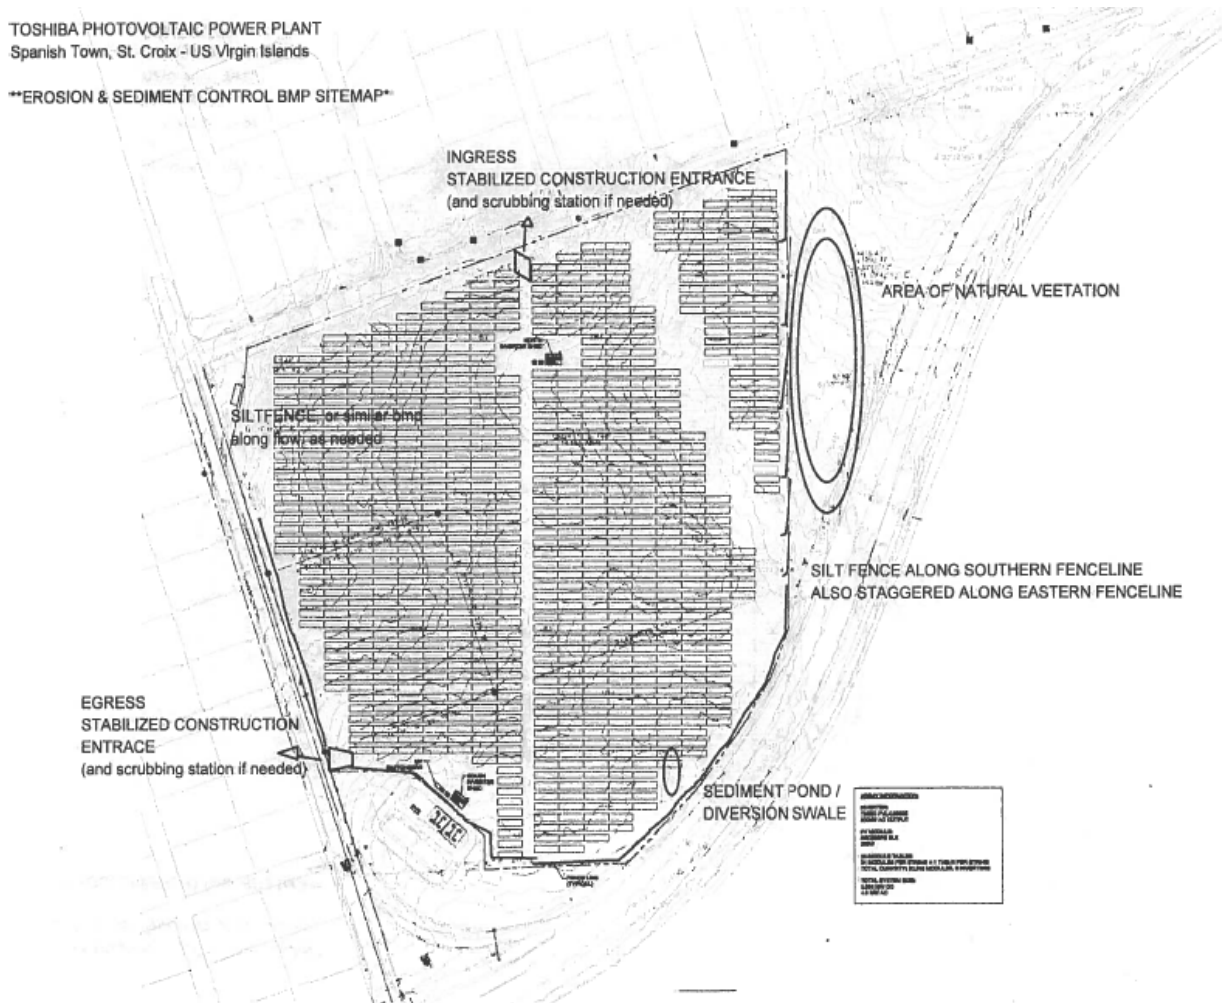 TOSHIBA PHOTOVOLTAIC POWER PLANT
Spanish Town, St. Croix - US Virgin Islands
**EROSION & SEDIMENT CONTROL BMP SITEMAP*
INGRESS
STABILIZED CONSTRUCTION ENTRANCE
(and scrubbing station if needed)
AREA OF NATURAL VEETATION
SILTFENCE, or similar bmp
along flow, as needed
SILT FENCE ALONG SOUTHERN FENCELINE
ALSO STAGGERED ALONG EASTERN FENCELINE
EGRESS
STABILIZED CONSTRUCTION
ENTRACE
(and scrubbing station if needed)
SEDIMENT POND /
DIVERSION SWALE
FENCE LINE
(TYPICAL)